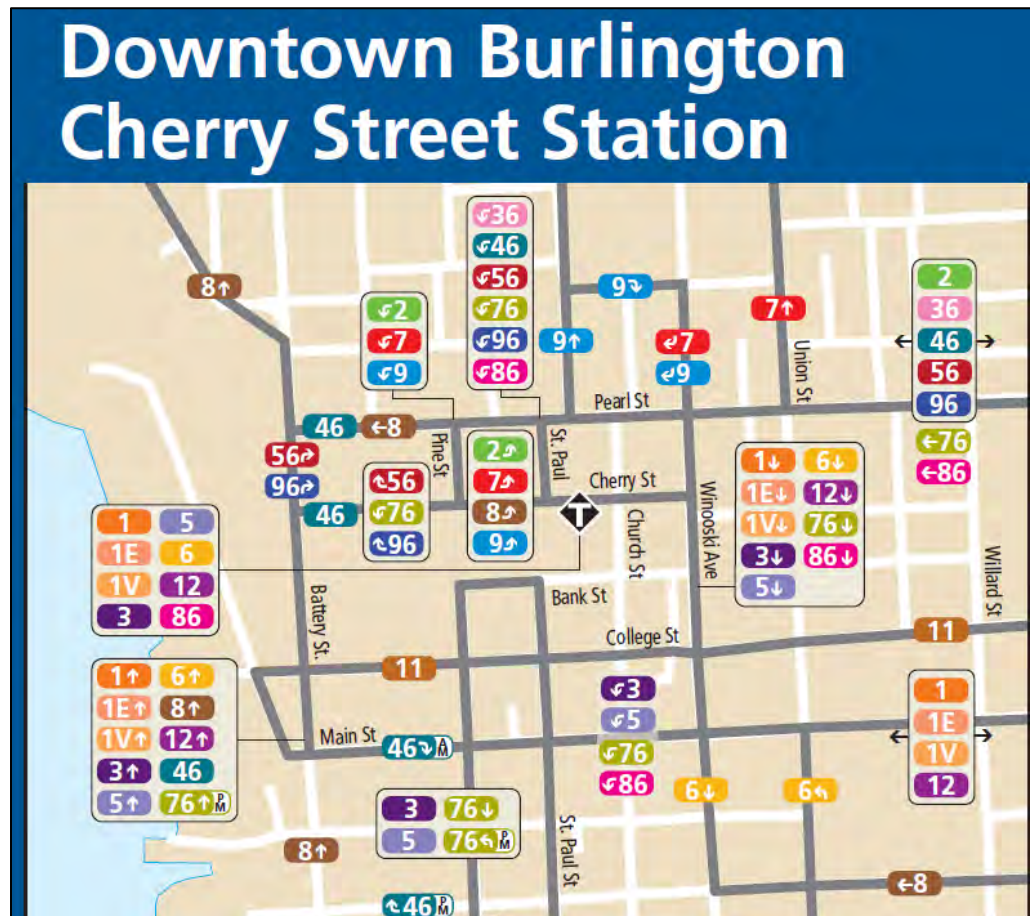 Downtown Burlington
Cherry Street Station
36
46
56
76
96
86
8↑
2
7
9
9
9↑
7↑
7
9
2
36
46
56
96
←76
←86
Union St
Pearl St
46
←8
Pine St
St. Paul
56
96
46
56
76
96
2
7
8
9
Cherry St
T
Church St
Winooski Ave
1↓ 6↓
1E↓ 12↓
1V↓ 76↓
3↓ 86↓
5↓
Willard St
1 5
1E 6
1V 12
3 86
Battery St.
Bank St
College St
11
11
1↑ 6↑
1E↑ 8↑
1V↑ 12↑
3↑ 46
5↑ 76↑ PM
Main St
46 AM
3
5
76
86
1
1E
1V
12
6↓
6
3 76↓
5 76 PM
St. Paul St
8↑
←8
46 PM